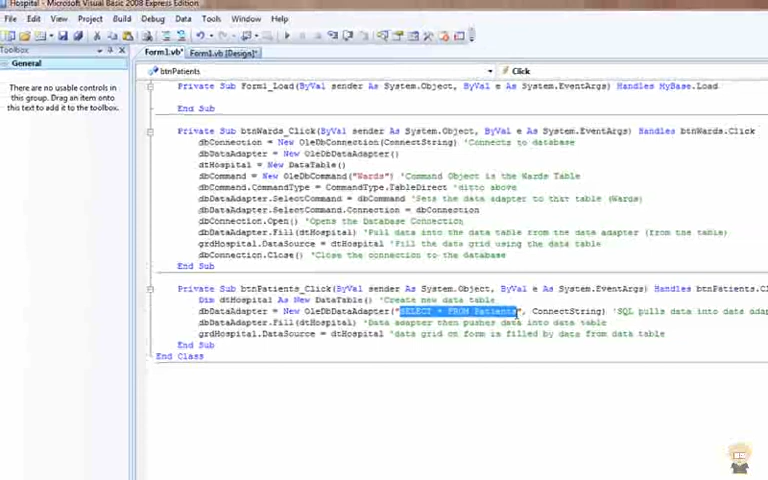 Hospital - Microsoft Visual Basic 2008 Express Edition
File Edit View Project Build Debug Data Tools Window Help
Toolbox
Form1.vb* Form1.vb [Design]*
General
btnPatients Click
There are no usable controls in
this group. Drag an item onto
this text to add it to the toolbox.
Private Sub Form1_Load(ByVal sender As System.Object, ByVal e As System.EventArgs) Handles MyBase.Load
End Sub
Private Sub btnWards_Click(ByVal sender As System.Object, ByVal e As System.EventArgs) Handles btnWards.Click
dbConnection = New OleDbConnection(ConnectString) 'Connects to database
dbDataAdapter = New OleDbDataAdapter()
dtHospital = New DataTable()
dbCommand = New OleDbCommand("Wards") 'Command Object is the Wards Table
dbCommand.CommandType = CommandType.TableDirect 'ditto above
dbDataAdapter.SelectCommand = dbCommand 'Sets the data adapter to that table (Wards)
dbDataAdapter.SelectCommand.Connection = dbConnection
dbConnection.Open() 'Opens the Database Connection
dbDataAdapter.Fill(dtHospital) 'Pull data into the data table from the data adapter (from the table)
grdHospital.DataSource = dtHospital 'Fill the data grid using the data table
dbConnection.Close() 'Close the connection to the database
End Sub
Private Sub btnPatients_Click(ByVal sender As System.Object, ByVal e As System.EventArgs) Handles btnPatients.Cl
Dim dtHospital As New DataTable() 'Create new data table
dbDataAdapter = New OleDbDataAdapter("SELECT * FROM Patients", ConnectString) 'SQL pulls data into data adap
dbDataAdapter.Fill(dtHospital) 'Data adapter then pushes data into data table
grdHospital.DataSource = dtHospital 'data grid on form is filled by data from data table
End Sub
End Class